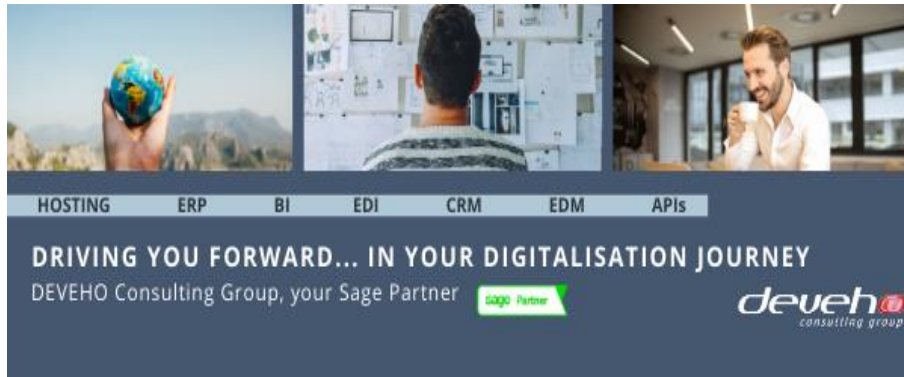 HOSTING ERP BI EDI CRM EDM APIs
DRIVING YOU FORWARD... IN YOUR DIGITALISATION JOURNEY
DEVEHO Consulting Group, your Sage Partner
sage Partner
deveho
consulting group